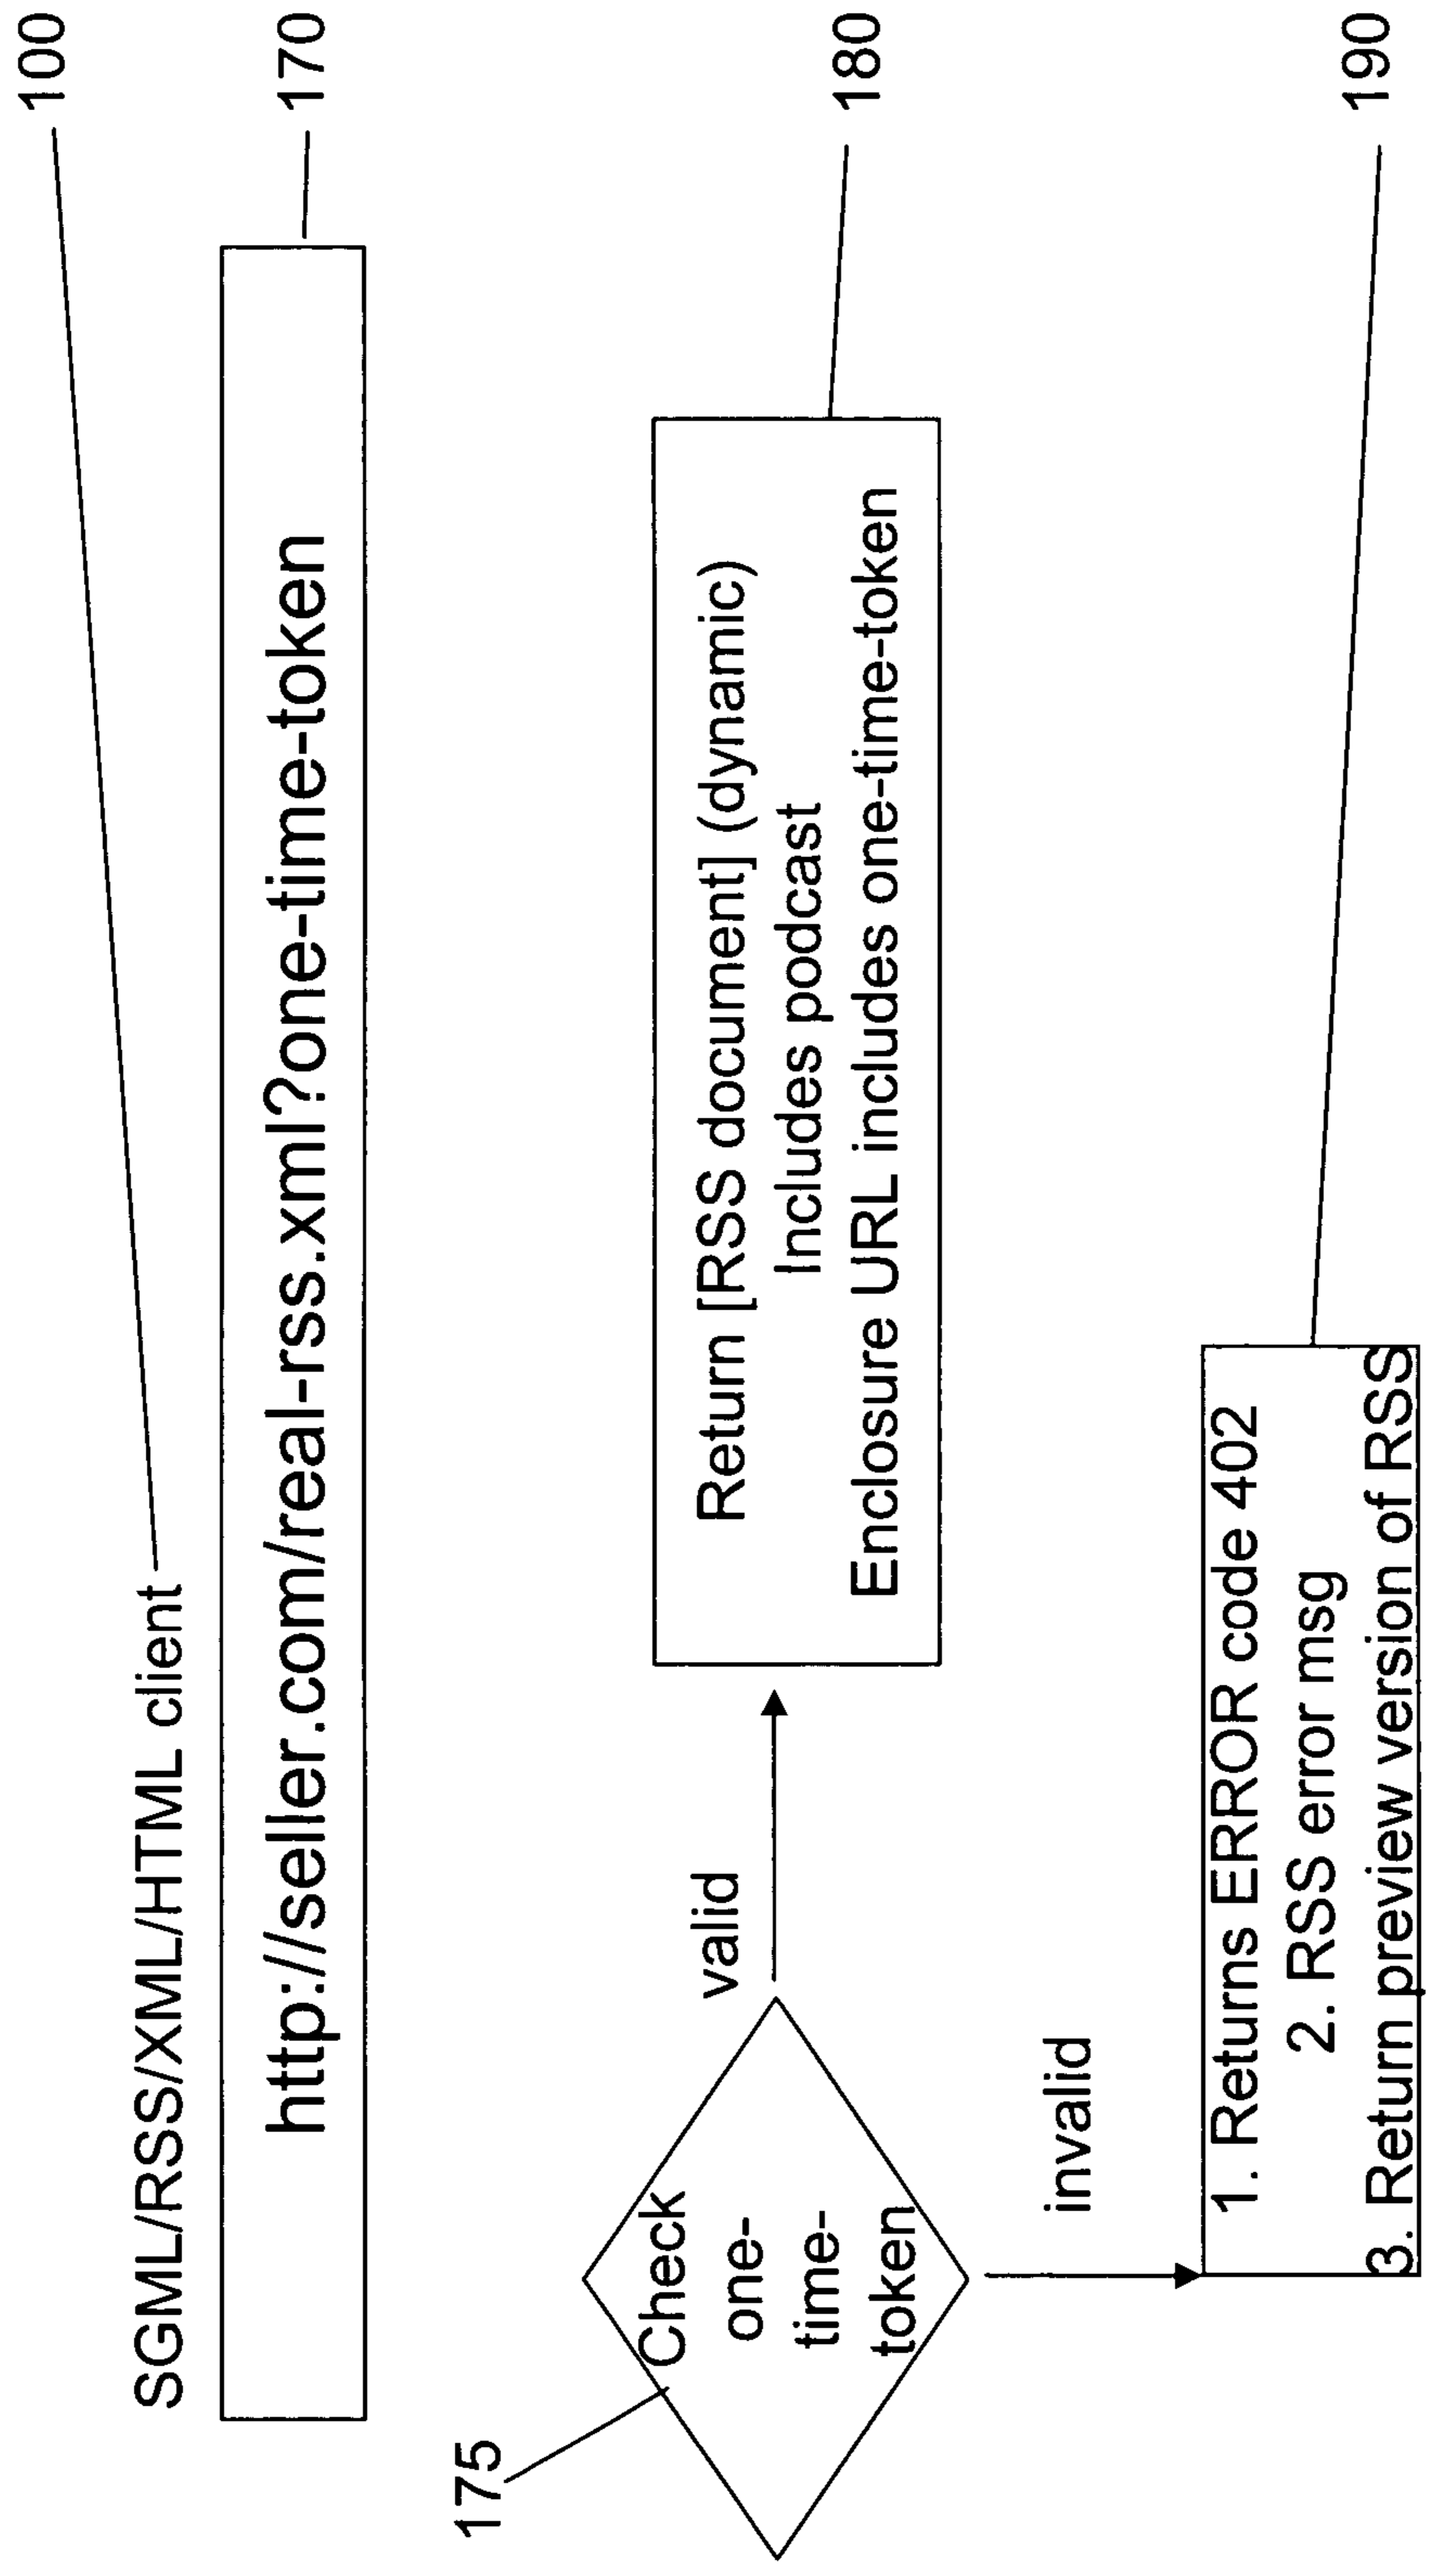 SGML/RSS/XML/HTML client
100
http://seller.com/real-rss.xml?one-time-token
170
175
Check
one-
time-
token
valid
Return [RSS document] (dynamic)
Includes podcast
Enclosure URL includes one-time-token
180
invalid
1. Returns ERROR code 402
2. RSS error msg
3. Return preview version of RSS
190